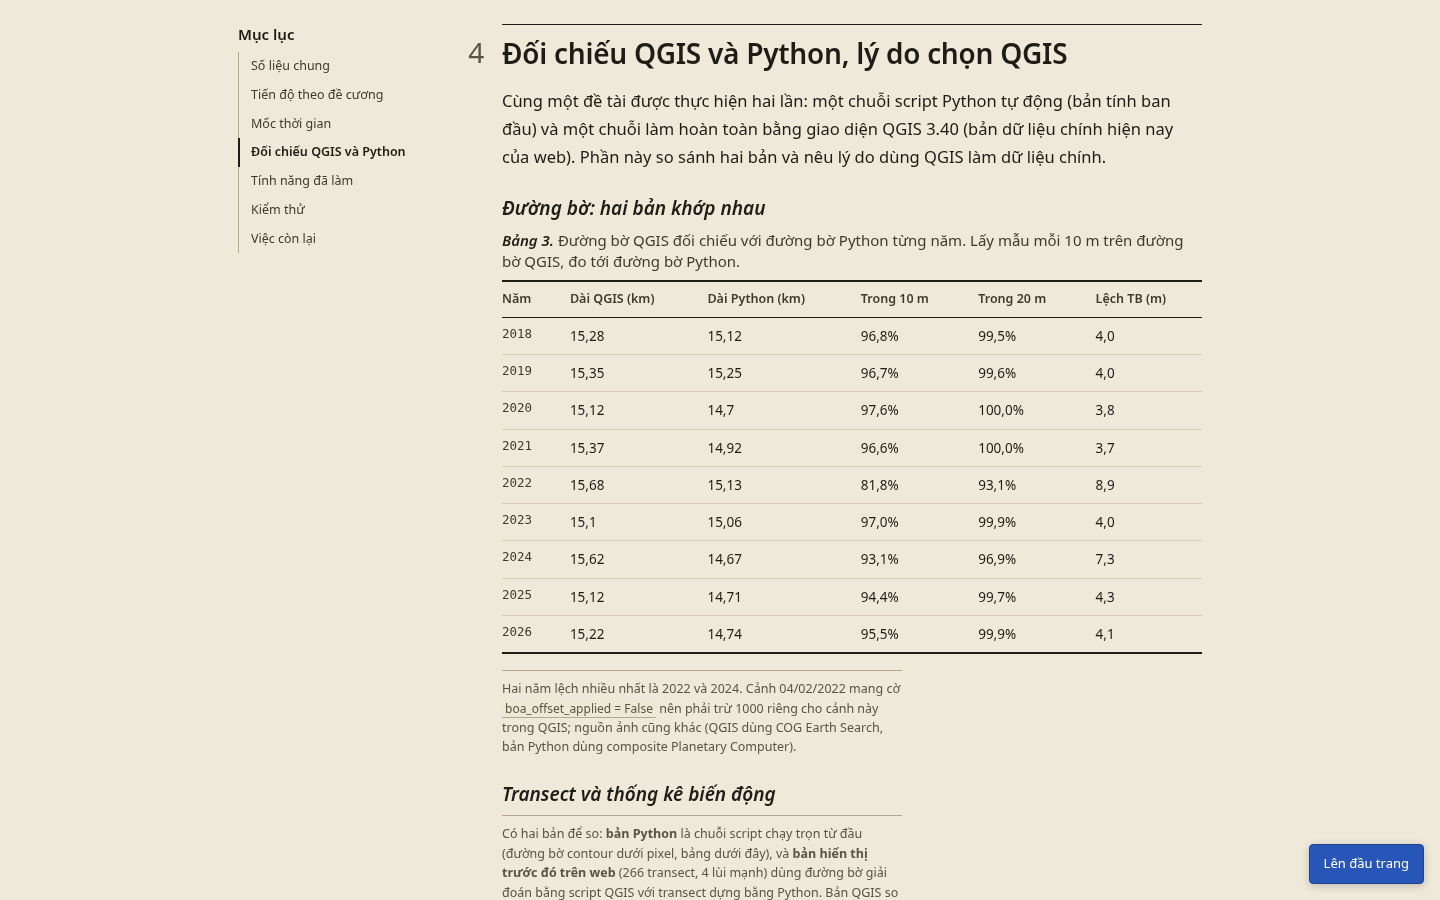 Mục lục
Số liệu chung
Tiến độ theo đề cương
Mốc thời gian
Đối chiếu QGIS và Python
Tính năng đã làm
Kiểm thử
Việc còn lại
4 Đối chiếu QGIS và Python, lý do chọn QGIS
Cùng một đề tài được thực hiện hai lần: một chuỗi script Python tự động (bản tính ban
đầu) và một chuỗi làm hoàn toàn bằng giao diện QGIS 3.40 (bản dữ liệu chính hiện nay
của web). Phần này so sánh hai bản và nêu lý do dùng QGIS làm dữ liệu chính.
Đường bờ: hai bản khớp nhau
Bảng 3. Đường bờ QGIS đối chiếu với đường bờ Python từng năm. Lấy mẫu mỗi 10 m trên đường
bờ QGIS, đo tới đường bờ Python.
Năm Dài QGIS (km) Dài Python (km) Trong 10 m Trong 20 m Lệch TB (m)
2018 15,28 15,12 96,8% 99,5% 4,0
2019 15,35 15,25 96,7% 99,6% 4,0
2020 15,12 14,7 97,6% 100,0% 3,8
2021 15,37 14,92 96,6% 100,0% 3,7
2022 15,68 15,13 81,8% 93,1% 8,9
2023 15,1 15,06 97,0% 99,9% 4,0
2024 15,62 14,67 93,1% 96,9% 7,3
2025 15,12 14,71 94,4% 99,7% 4,3
2026 15,22 14,74 95,5% 99,9% 4,1
Hai năm lệch nhiều nhất là 2022 và 2024. Cảnh 04/02/2022 mang cờ
boa_offset_applied = False nên phải trừ 1000 riêng cho cảnh này
trong QGIS; nguồn ảnh cũng khác (QGIS dùng COG Earth Search,
bản Python dùng composite Planetary Computer).
Transect và thống kê biến động
Có hai bản để so: bản Python là chuỗi script chạy trọn từ đầu
(đường bờ contour dưới pixel, bảng dưới đây), và bản hiển thị
trước đó trên web (266 transect, 4 lùi mạnh) dùng đường bờ giải
đoán bằng script QGIS với transect dựng bằng Python. Bản QGIS so
Lên đầu trang